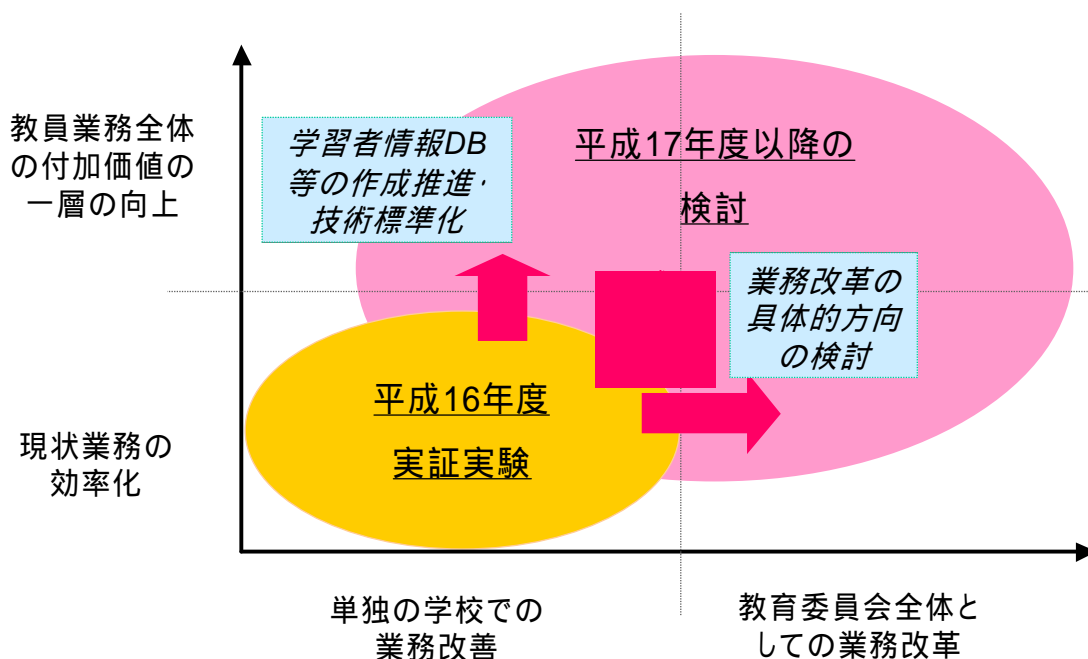 教員業務全体
の付加価値の
一層の向上
学習者情報DB
等の作成推進・
技術標準化
平成17年度以降の
検討
業務改革の
具体的方向
の検討
平成16年度
実証実験
現状業務の
効率化
単独の学校での
業務改善
教育委員会全体と
しての業務改革